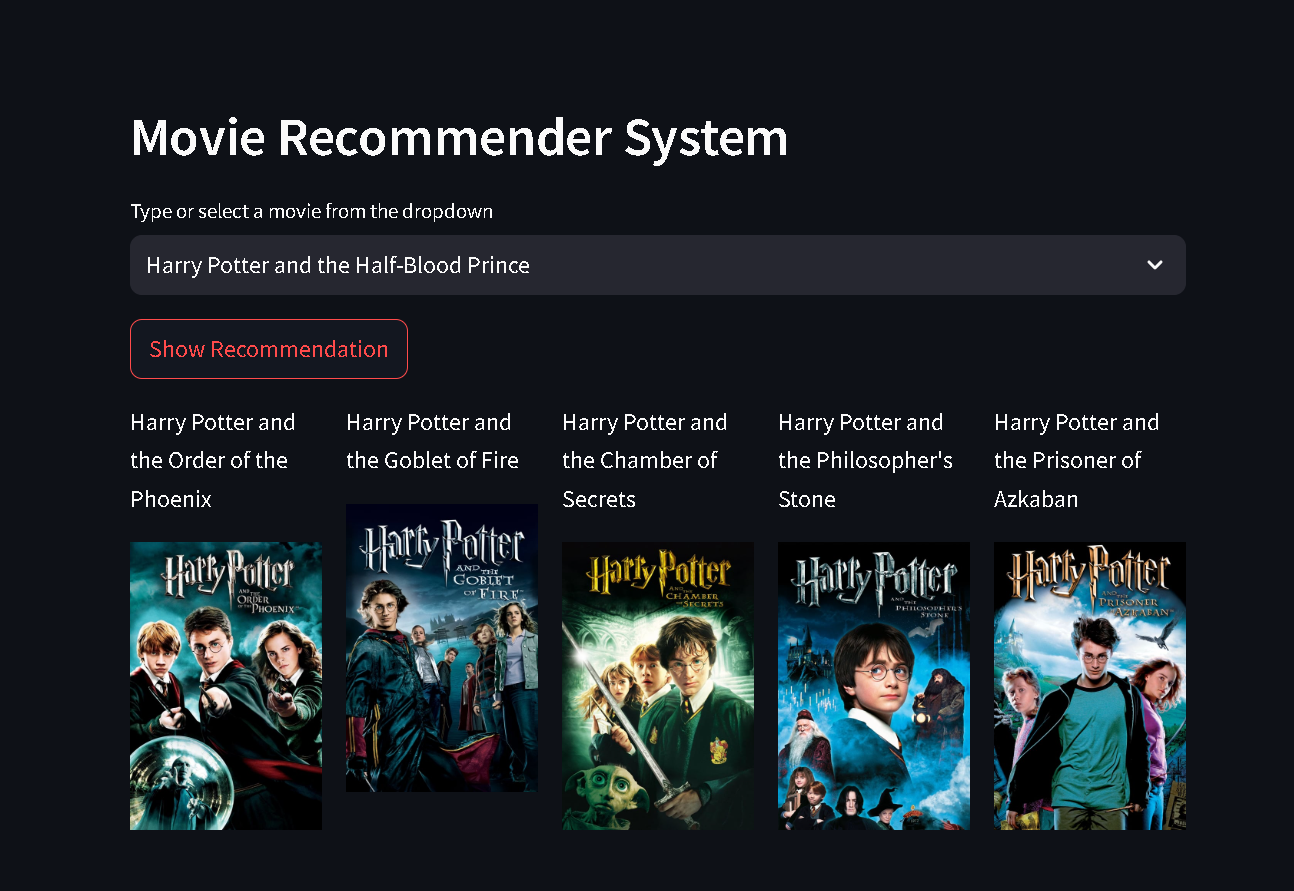 Movie Recommender System
Type or select a movie from the dropdown
Harry Potter and the Half-Blood Prince
Show Recommendation
Harry Potter and
the Order of the
Phoenix
Harry Potter and
the Goblet of Fire
Harry Potter and
the Chamber of
Secrets
Harry Potter and
the Philosopher's
Stone
Harry Potter and
the Prisoner of
Azkaban
Harry Potter
AND THE
ORDER
OF THE
PHOENIX
Harry Potter
AND THE
GOBLET
OF FIRE
Harry Potter
AND THE
CHAMBER
OF SECRETS
Harry Potter
AND THE
PHILOSOPHER'S
STONE
Harry Potter
AND THE
PRISONER
OF AZKABAN